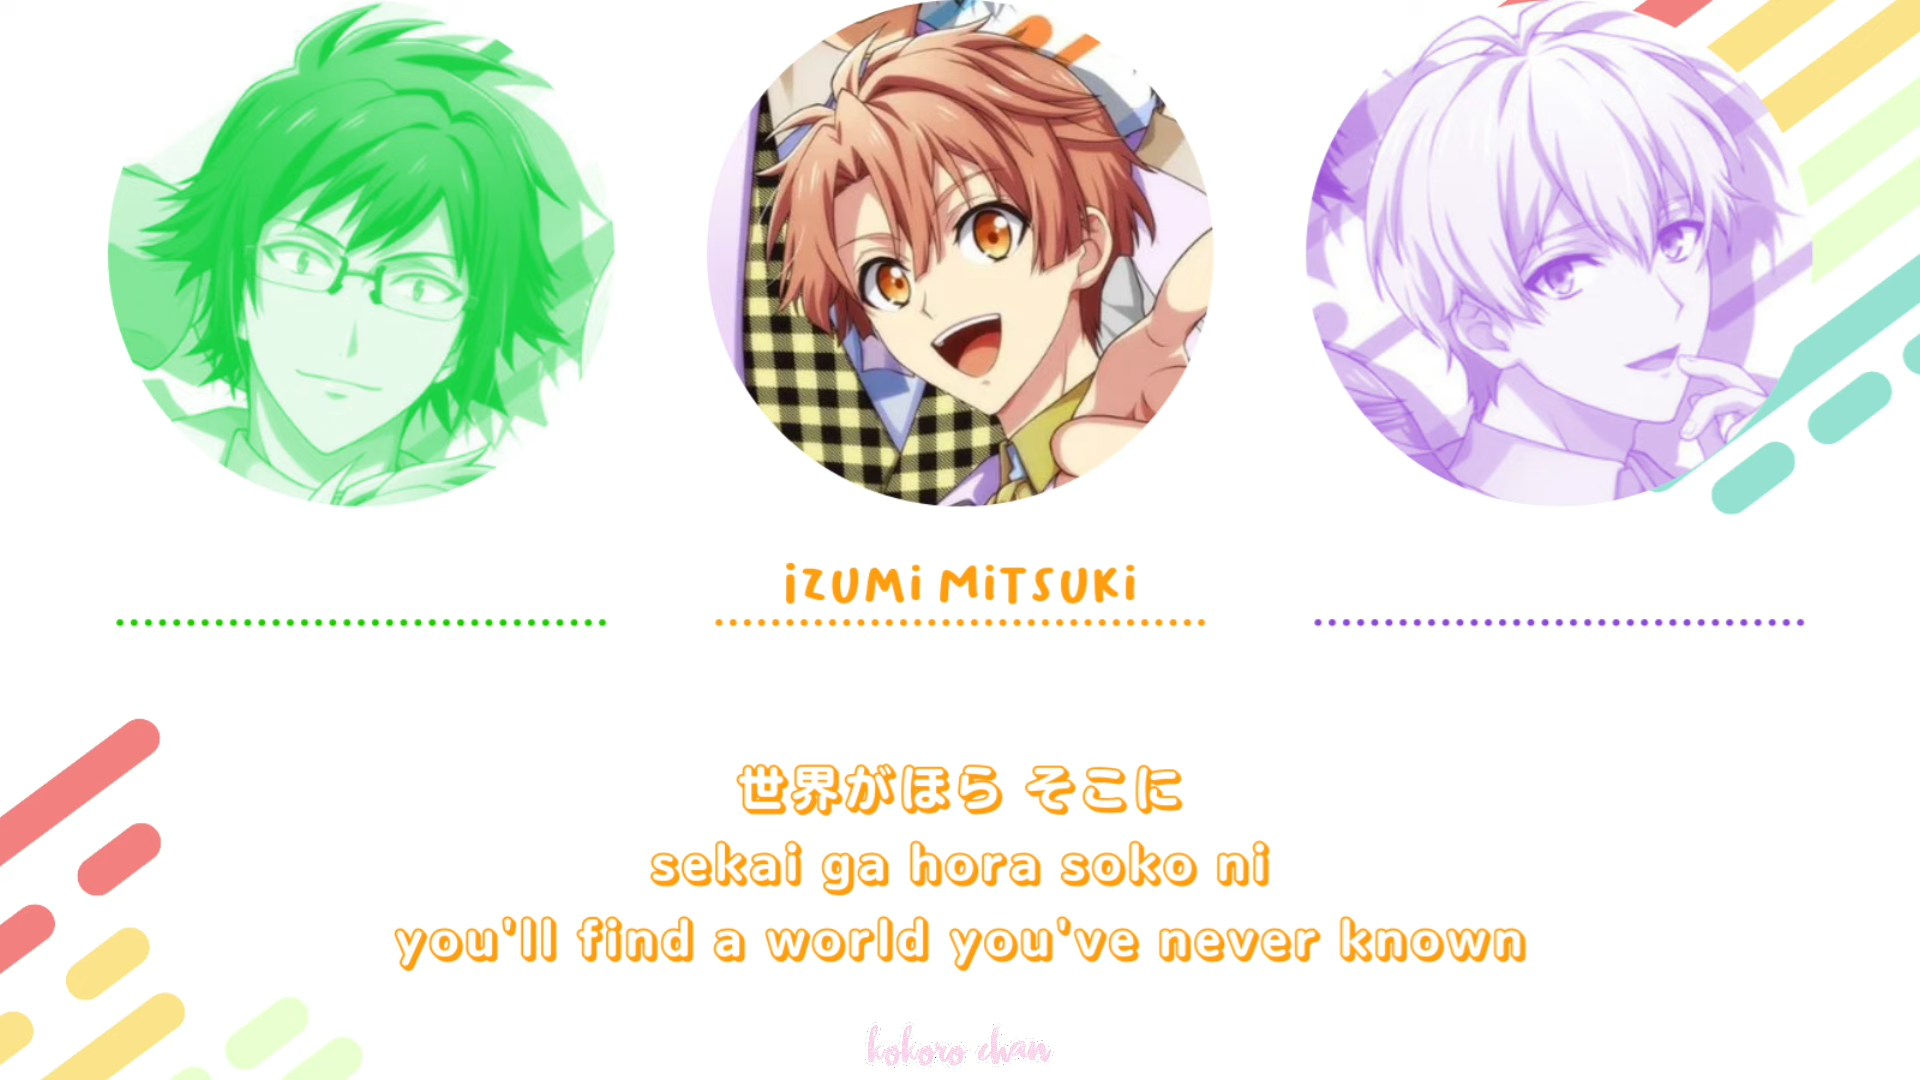 iZUMi MiTSUKi
世界がほら そこに
sekai ga hora soko ni
you'll find a world you've never known
kokoro chan